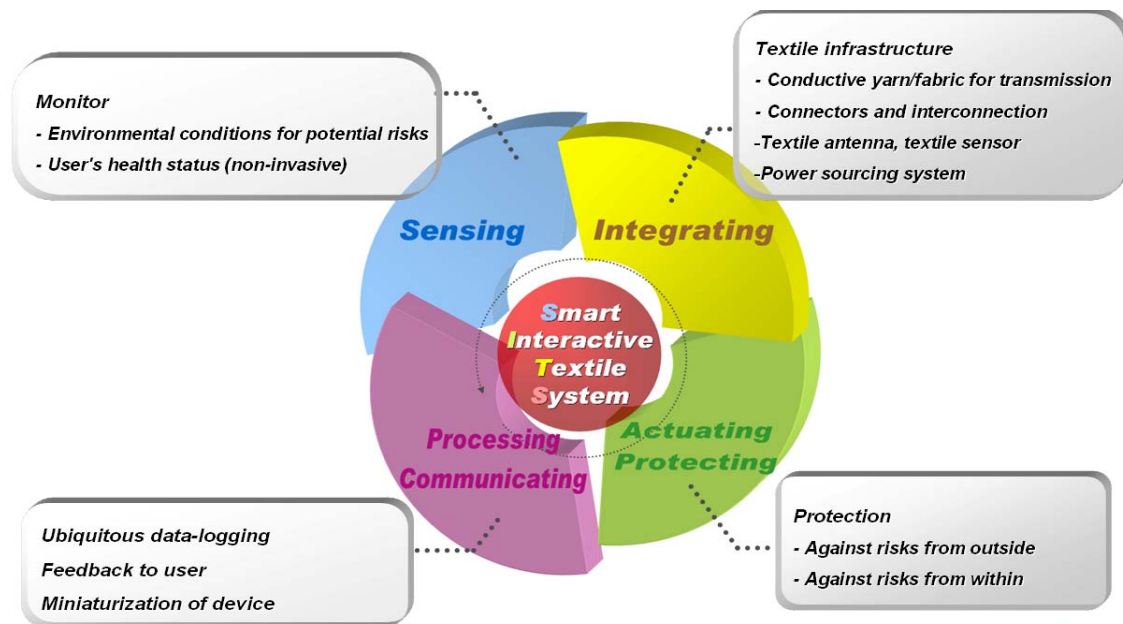 Monitor
- Environmental conditions for potential risks
- User's health status (non-invasive)
Textile infrastructure
- Conductive yarn/fabric for transmission
- Connectors and interconnection
-Textile antenna, textile sensor
-Power sourcing system
Sensing
Integrating
Smart
Interactive
Textile
System
Processing
Communicating
Actuating
Protecting
Ubiquitous data-logging
Feedback to user
Miniaturization of device
Protection
- Against risks from outside
- Against risks from within